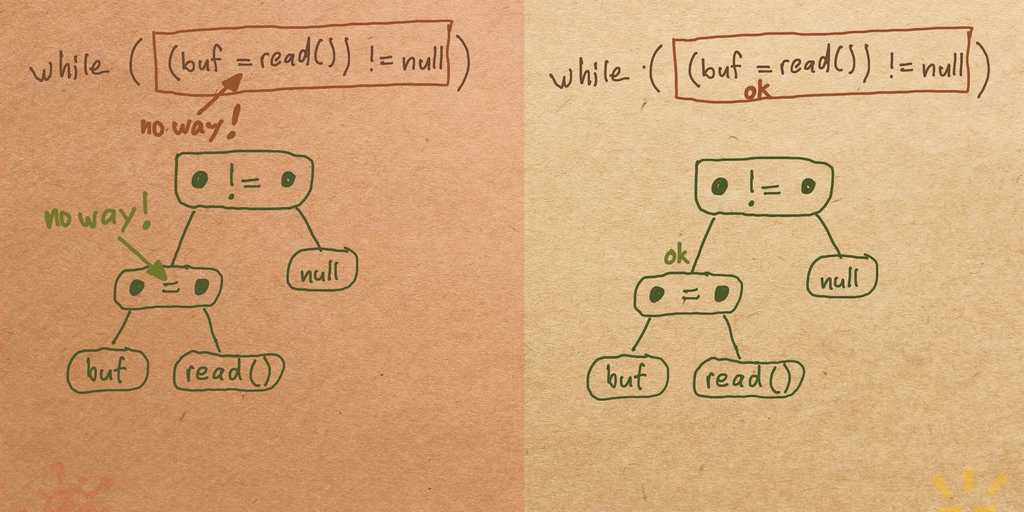 while ((buf = read()) != null)
no way!
• != •
no way!
null
• = •
buf
read()
while ((buf = read()) != null)
ok
• != •
ok
null
• = •
buf
read()